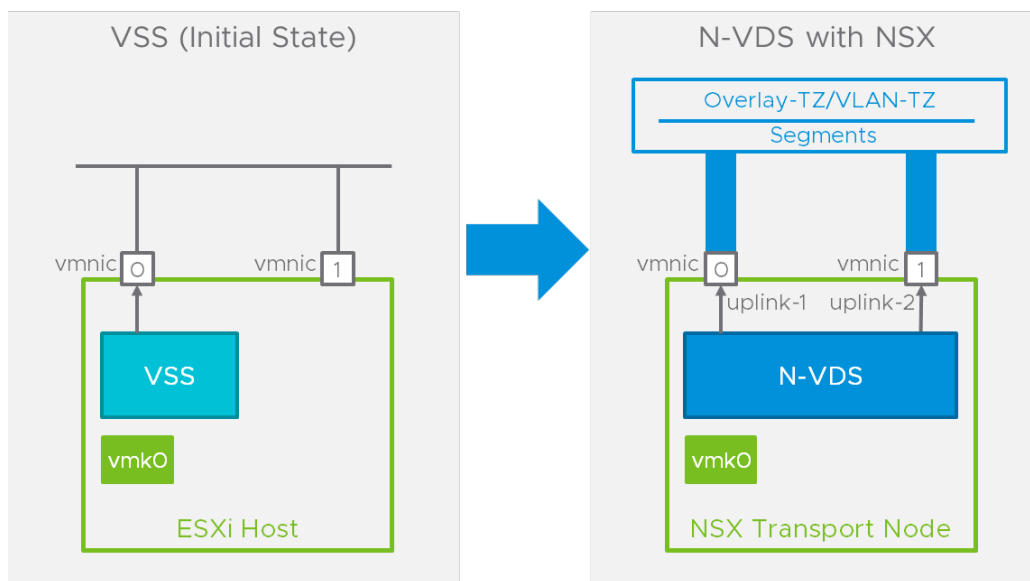 VSS (Initial State)
vmnic 0
vmnic 1
VSS
vmk0
ESXi Host
N-VDS with NSX
Overlay-TZ/VLAN-TZ
Segments
vmnic 0
vmnic 1
uplink-1
uplink-2
N-VDS
vmk0
NSX Transport Node